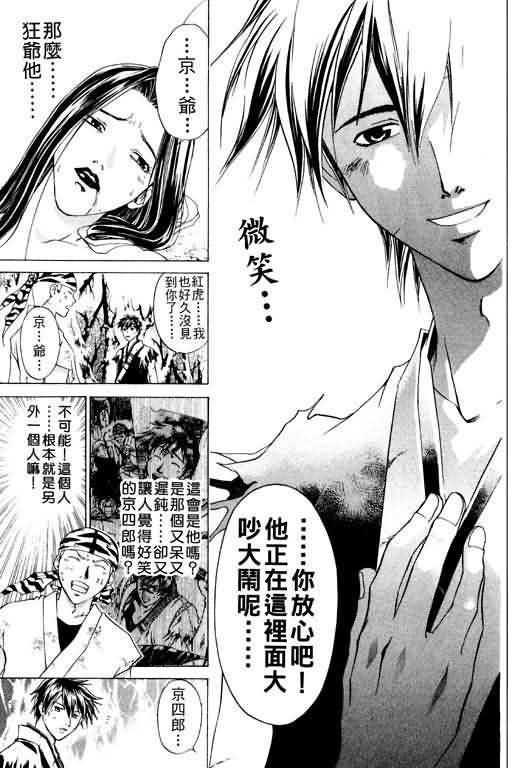 微笑…
……你放心吧！
他正在這裡面大
吵大鬧呢……
…京…爺…
那麼……
狂爺他……
紅虎……我
也好久沒見
到你了……
京…爺…
這會是他嗎？
是那個又呆又
遲鈍……卻又
讓人覺得好笑
的京四郎嗎？
不可能！這個人
……根本就是另
外一個人嘛！
京四郎…